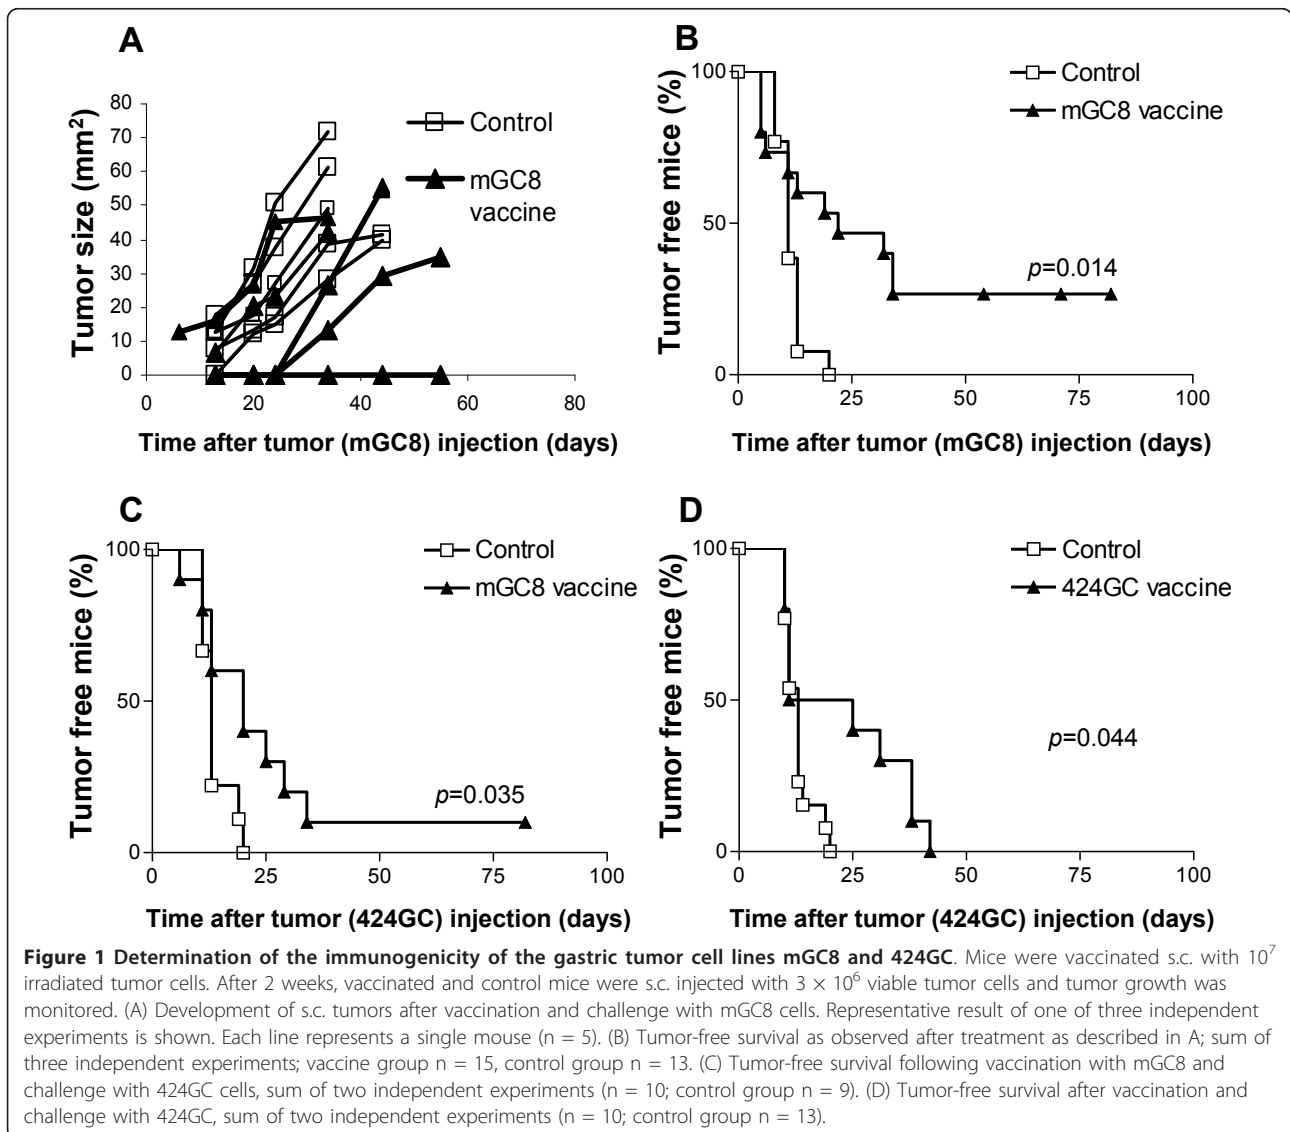 A
Tumor size (mm²)
80
70
60
50
40
30
20
10
0
0
20
40
60
80
Control
mGC8
vaccine
Time after tumor (mGC8) injection (days)
B
Tumor free mice (%)
100
50
0
0
25
50
75
100
Control
mGC8 vaccine
p=0.014
Time after tumor (mGC8) injection (days)
C
Tumor free mice (%)
100
50
0
0
25
50
75
100
Control
mGC8 vaccine
p=0.035
Time after tumor (424GC) injection (days)
D
Tumor free mice (%)
100
50
0
0
25
50
75
100
Control
424GC vaccine
p=0.044
Time after tumor (424GC) injection (days)
Figure 1 Determination of the immunogenicity of the gastric tumor cell lines mGC8 and 424GC. Mice were vaccinated s.c. with 10⁷
irradiated tumor cells. After 2 weeks, vaccinated and control mice were s.c. injected with 3 × 10⁶ viable tumor cells and tumor growth was
monitored. (A) Development of s.c. tumors after vaccination and challenge with mGC8 cells. Representative result of one of three independent
experiments is shown. Each line represents a single mouse (n = 5). (B) Tumor-free survival as observed after treatment as described in A; sum of
three independent experiments; vaccine group n = 15, control group n = 13. (C) Tumor-free survival following vaccination with mGC8 and
challenge with 424GC cells, sum of two independent experiments (n = 10; control group n = 9). (D) Tumor-free survival after vaccination and
challenge with 424GC, sum of two independent experiments (n = 10; control group n = 13).